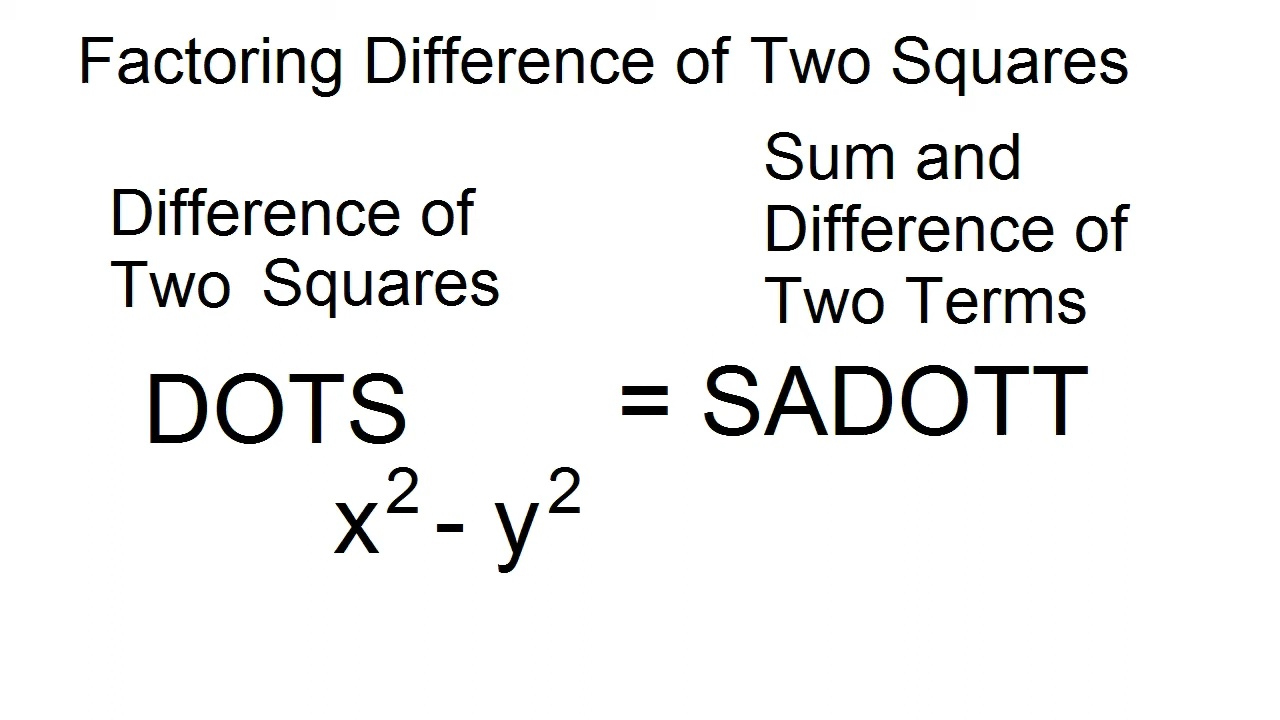 Factoring Difference of Two Squares
Difference of
Two Squares
Sum and
Difference of
Two Terms
DOTS = SADOTT
x² - y²